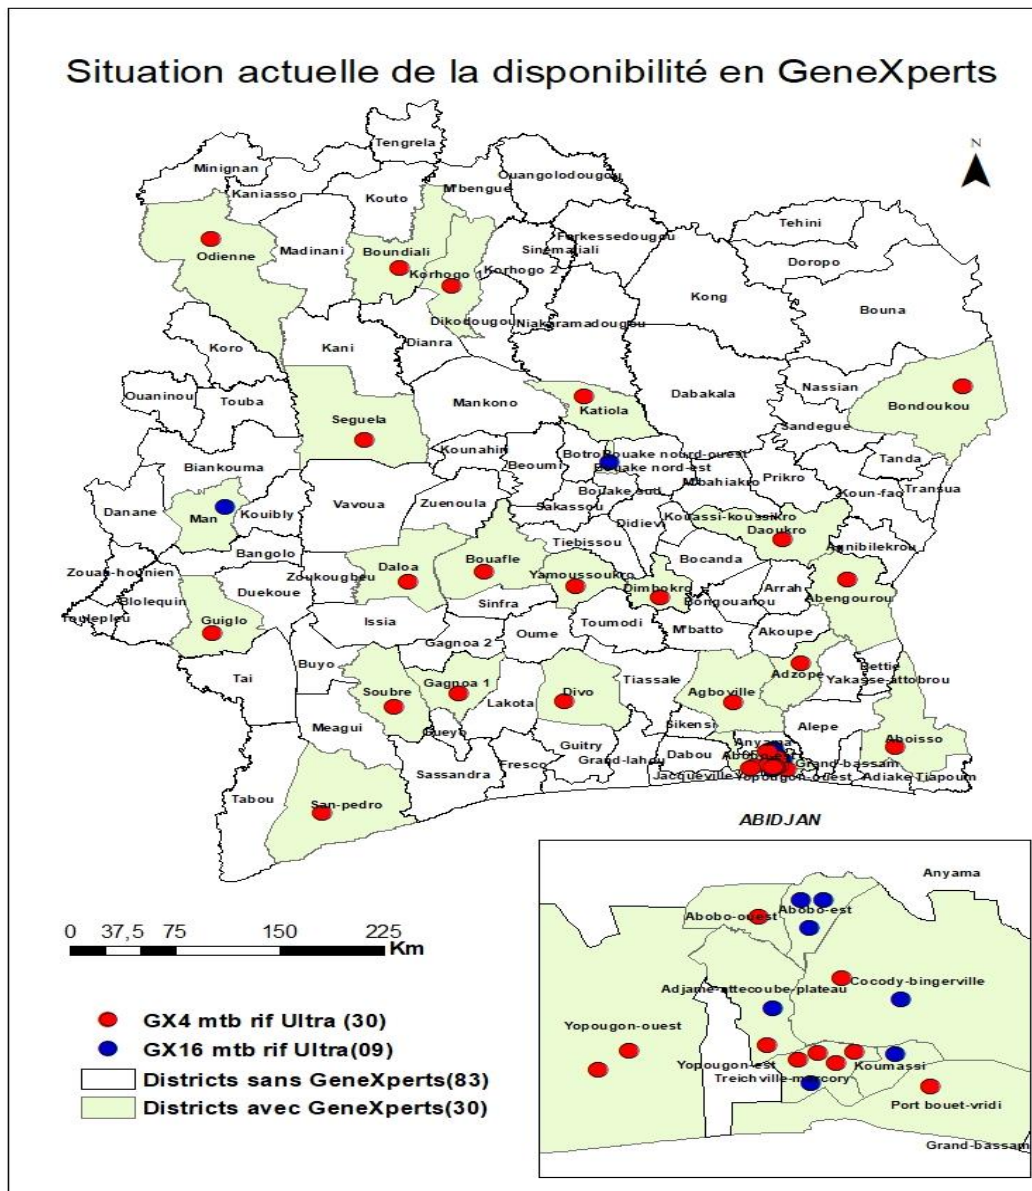 Situation actuelle de la disponibilité en GeneXperts
N
Tengrela
Minignan
Ouangolodougou
Kaniasso
Kouto
M'bengue
Tehini
Odienne
Madinani
Boundiali
Korhogo 1
Sinematiali
Korhogo 2
Doropo
Kong
Bouna
Dikodougou
Niakaramadougou
Koro
Kani
Dianra
Ouaninou
Touba
Mankono
Katiola
Dabakala
Nassian
Bondoukou
Seguela
Sandegue
Biankouma
Kounahiri
Beoumi
Botro
Bouake nourd-ouest
Bouake nord-est
Tanda
Danane
Man
Kouibly
Vavoua
Zuenoula
Bouake sud
M'bahiakro
Prikro
Koun-fao
Transua
Sakassou
Didievi
Kouassi-koussikro
Daoukro
Bangolo
Tiebissou
Bocanda
Agnibilekrou
Zouan-hounien
Zoukougbeu
Daloa
Bouafle
Yamoussoukro
Dimbokro
Arrah
Abengourou
Blolequin
Duekoue
Sinfra
Bongouanou
Toulepleu
Guiglo
Issia
Oume
Toumodi
M'batto
Akoupe
Gagnoa 2
Tai
Buyo
Bettie
Yakasse-attobrou
Soubre
Gagnoa 1
Lakota
Divo
Tiassale
Agboville
Adzope
Meagui
Gueyo
Sikensi
Alepe
Aboisso
Guitry
Anyama
Dabou
Abobo-est
Tabou
Sassandra
Fresco
Grand-lahou
Jacqueville
Yopougon-ouest
Grand-bassam
Adiake
Tiapoum
San-pedro
ABIDJAN
Anyama
Abobo-ouest
Abobo-est
Cocody-bingerville
Adjame-attecoube-plateau
Yopougon-ouest
Yopougon-est
Koumassi
Treichville-marcory
Port bouet-vridi
Grand-bassam
0 37,5 75 150 225
Km
GX4 mtb rif Ultra (30)
GX16 mtb rif Ultra(09)
Districts sans GeneXperts(83)
Districts avec GeneXperts(30)